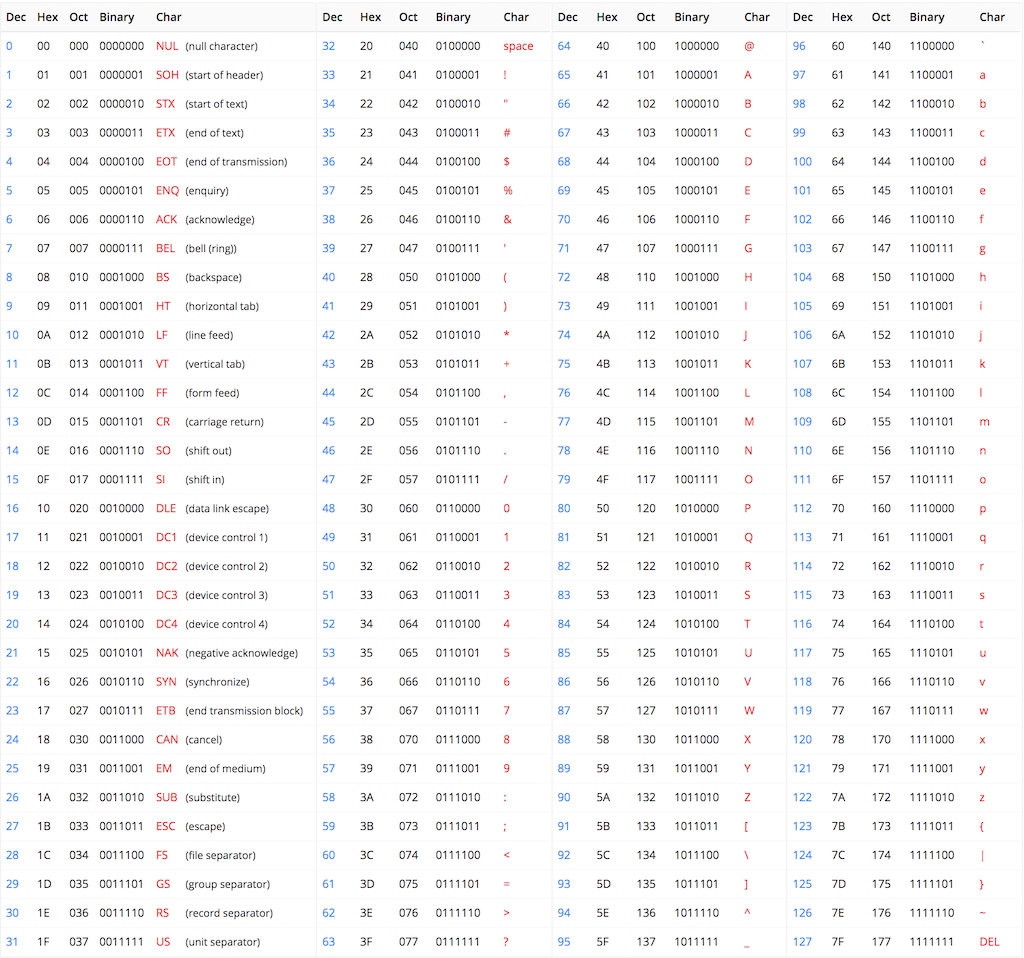 Dec Hex Oct Binary Char Dec Hex Oct Binary Char Dec Hex Oct Binary Char Dec Hex Oct Binary Char
0 00 000 0000000 NUL (null character) 32 20 040 0100000 space 64 40 100 1000000 @ 96 60 140 1100000 `
1 01 001 0000001 SOH (start of header) 33 21 041 0100001 ! 65 41 101 1000001 A 97 61 141 1100001 a
2 02 002 0000010 STX (start of text) 34 22 042 0100010 " 66 42 102 1000010 B 98 62 142 1100010 b
3 03 003 0000011 ETX (end of text) 35 23 043 0100011 # 67 43 103 1000011 C 99 63 143 1100011 c
4 04 004 0000100 EOT (end of transmission) 36 24 044 0100100 $ 68 44 104 1000100 D 100 64 144 1100100 d
5 05 005 0000101 ENQ (enquiry) 37 25 045 0100101 % 69 45 105 1000101 E 101 65 145 1100101 e
6 06 006 0000110 ACK (acknowledge) 38 26 046 0100110 & 70 46 106 1000110 F 102 66 146 1100110 f
7 07 007 0000111 BEL (bell (ring)) 39 27 047 0100111 ' 71 47 107 1000111 G 103 67 147 1100111 g
8 08 010 0001000 BS (backspace) 40 28 050 0101000 ( 72 48 110 1001000 H 104 68 150 1101000 h
9 09 011 0001001 HT (horizontal tab) 41 29 051 0101001 ) 73 49 111 1001001 I 105 69 151 1101001 i
10 0A 012 0001010 LF (line feed) 42 2A 052 0101010 * 74 4A 112 1001010 J 106 6A 152 1101010 j
11 0B 013 0001011 VT (vertical tab) 43 2B 053 0101011 + 75 4B 113 1001011 K 107 6B 153 1101011 k
12 0C 014 0001100 FF (form feed) 44 2C 054 0101100 , 76 4C 114 1001100 L 108 6C 154 1101100 l
13 0D 015 0001101 CR (carriage return) 45 2D 055 0101101 - 77 4D 115 1001101 M 109 6D 155 1101101 m
14 0E 016 0001110 SO (shift out) 46 2E 056 0101110 . 78 4E 116 1001110 N 110 6E 156 1101110 n
15 0F 017 0001111 SI (shift in) 47 2F 057 0101111 / 79 4F 117 1001111 O 111 6F 157 1101111 o
16 10 020 0010000 DLE (data link escape) 48 30 060 0110000 0 80 50 120 1010000 P 112 70 160 1110000 p
17 11 021 0010001 DC1 (device control 1) 49 31 061 0110001 1 81 51 121 1010001 Q 113 71 161 1110001 q
18 12 022 0010010 DC2 (device control 2) 50 32 062 0110010 2 82 52 122 1010010 R 114 72 162 1110010 r
19 13 023 0010011 DC3 (device control 3) 51 33 063 0110011 3 83 53 123 1010011 S 115 73 163 1110011 s
20 14 024 0010100 DC4 (device control 4) 52 34 064 0110100 4 84 54 124 1010100 T 116 74 164 1110100 t
21 15 025 0010101 NAK (negative acknowledge) 53 35 065 0110101 5 85 55 125 1010101 U 117 75 165 1110101 u
22 16 026 0010110 SYN (synchronize) 54 36 066 0110110 6 86 56 126 1010110 V 118 76 166 1110110 v
23 17 027 0010111 ETB (end transmission block) 55 37 067 0110111 7 87 57 127 1010111 W 119 77 167 1110111 w
24 18 030 0011000 CAN (cancel) 56 38 070 0111000 8 88 58 130 1011000 X 120 78 170 1111000 x
25 19 031 0011001 EM (end of medium) 57 39 071 0111001 9 89 59 131 1011001 Y 121 79 171 1111001 y
26 1A 032 0011010 SUB (substitute) 58 3A 072 0111010 : 90 5A 132 1011010 Z 122 7A 172 1111010 z
27 1B 033 0011011 ESC (escape) 59 3B 073 0111011 ; 91 5B 133 1011011 [ 123 7B 173 1111011 {
28 1C 034 0011100 FS (file separator) 60 3C 074 0111100 < 92 5C 134 1011100 \ 124 7C 174 1111100 |
29 1D 035 0011101 GS (group separator) 61 3D 075 0111101 = 93 5D 135 1011101 ] 125 7D 175 1111101 }
30 1E 036 0011110 RS (record separator) 62 3E 076 0111110 > 94 5E 136 1011110 ^ 126 7E 176 1111110 ~
31 1F 037 0011111 US (unit separator) 63 3F 077 0111111 ? 95 5F 137 1011111 _ 127 7F 177 1111111 DEL